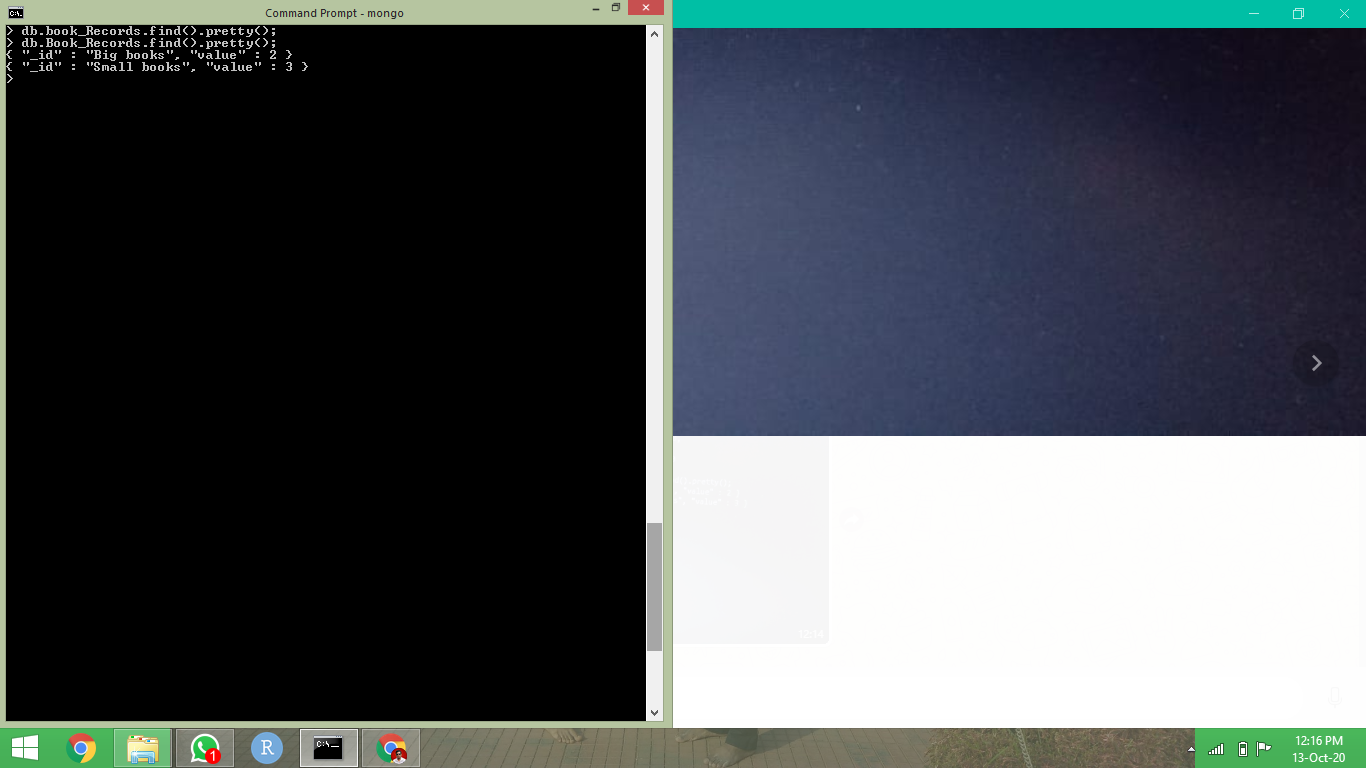 Command Prompt - mongo
> db.book_Records.find().pretty();
> db.Book_Records.find().pretty();
{ "_id" : "Big books", "value" : 2 }
{ "_id" : "Small books", "value" : 3 }
>
12:14
C:\.
R
1
12:16 PM
13-Oct-20